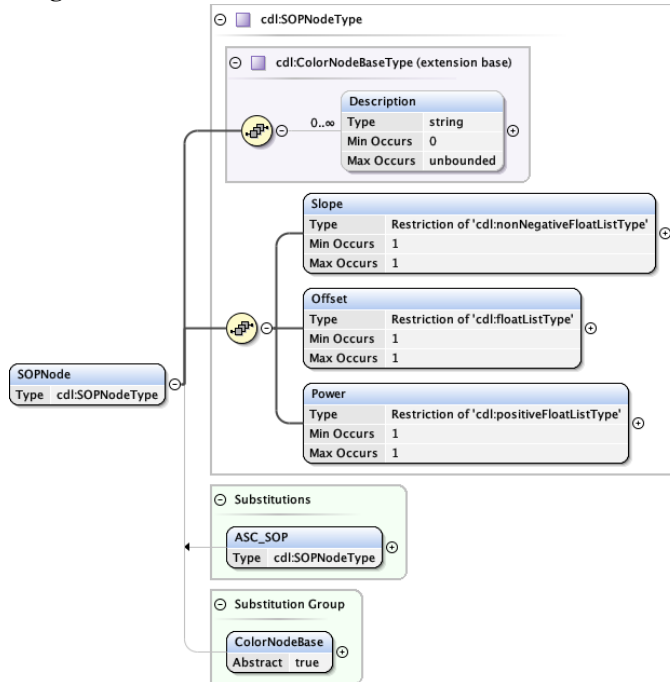 cdl:SOPNodeType
cdl:ColorNodeBaseType (extension base)
0..∞
Description
Type string
Min Occurs 0
Max Occurs unbounded
Slope
Type Restriction of 'cdl:nonNegativeFloatListType'
Min Occurs 1
Max Occurs 1
Offset
Type Restriction of 'cdl:floatListType'
Min Occurs 1
Max Occurs 1
SOPNode
Type cdl:SOPNodeType
Power
Type Restriction of 'cdl:positiveFloatListType'
Min Occurs 1
Max Occurs 1
Substitutions
ASC_SOP
Type cdl:SOPNodeType
Substitution Group
ColorNodeBase
Abstract true